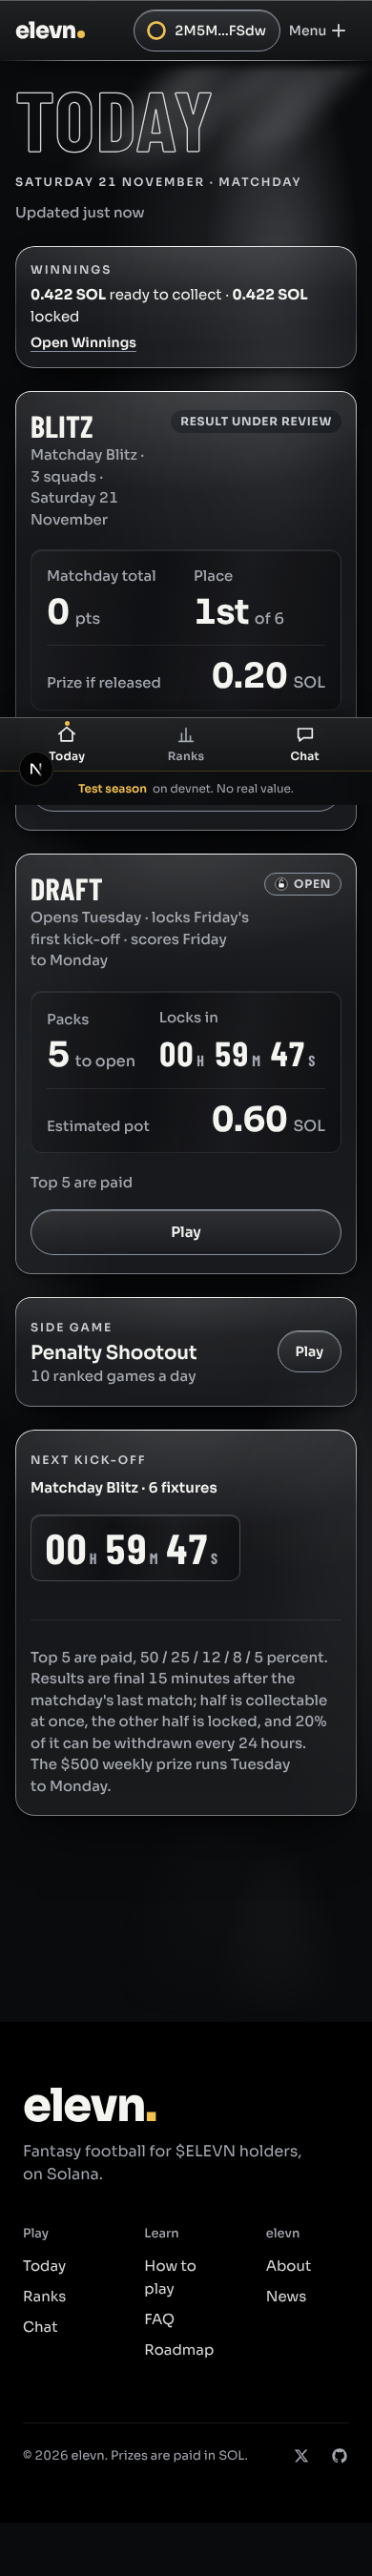 elevn.
2M5M...FSdw
Menu
TODAY
SATURDAY 21 NOVEMBER · MATCHDAY
Updated just now
WINNINGS
0.422 SOL ready to collect · 0.422 SOL
locked
Open Winnings
BLITZ
RESULT UNDER REVIEW
Matchday Blitz ·
3 squads ·
Saturday 21
November
Matchday total
Place
0 pts
1st of 6
Prize if released
0.20 SOL
Today
Ranks
Chat
N
Test season on devnet. No real value.
DRAFT
OPEN
Opens Tuesday · locks Friday's
first kick-off · scores Friday
to Monday
Packs
Locks in
5 to open
00 H 59 M 47 S
Estimated pot
0.60 SOL
Top 5 are paid
Play
SIDE GAME
Penalty Shootout
10 ranked games a day
Play
NEXT KICK-OFF
Matchday Blitz · 6 fixtures
00 H 59 M 47 S
Top 5 are paid, 50 / 25 / 12 / 8 / 5 percent.
Results are final 15 minutes after the
matchday's last match; half is collectable
at once, the other half is locked, and 20%
of it can be withdrawn every 24 hours.
The $500 weekly prize runs Tuesday
to Monday.
elevn.
Fantasy football for $ELEVN holders,
on Solana.
Play
Learn
elevn
Today
How to
play
About
Ranks
FAQ
News
Chat
Roadmap
© 2026 elevn. Prizes are paid in SOL.